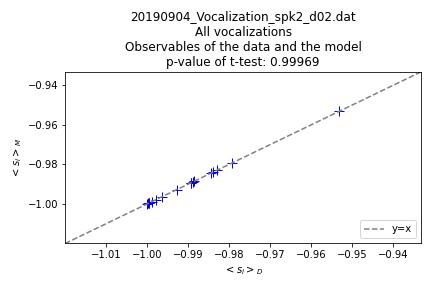 20190904_Vocalization_spk2_d02.dat
All vocalizations
Observables of the data and the model
p-value of t-test: 0.99969
−0.94
−0.96
−0.98
−1.00
< s_i >_M
y=x
−1.01 −1.00 −0.99 −0.98 −0.97 −0.96 −0.95 −0.94
< s_i >_D